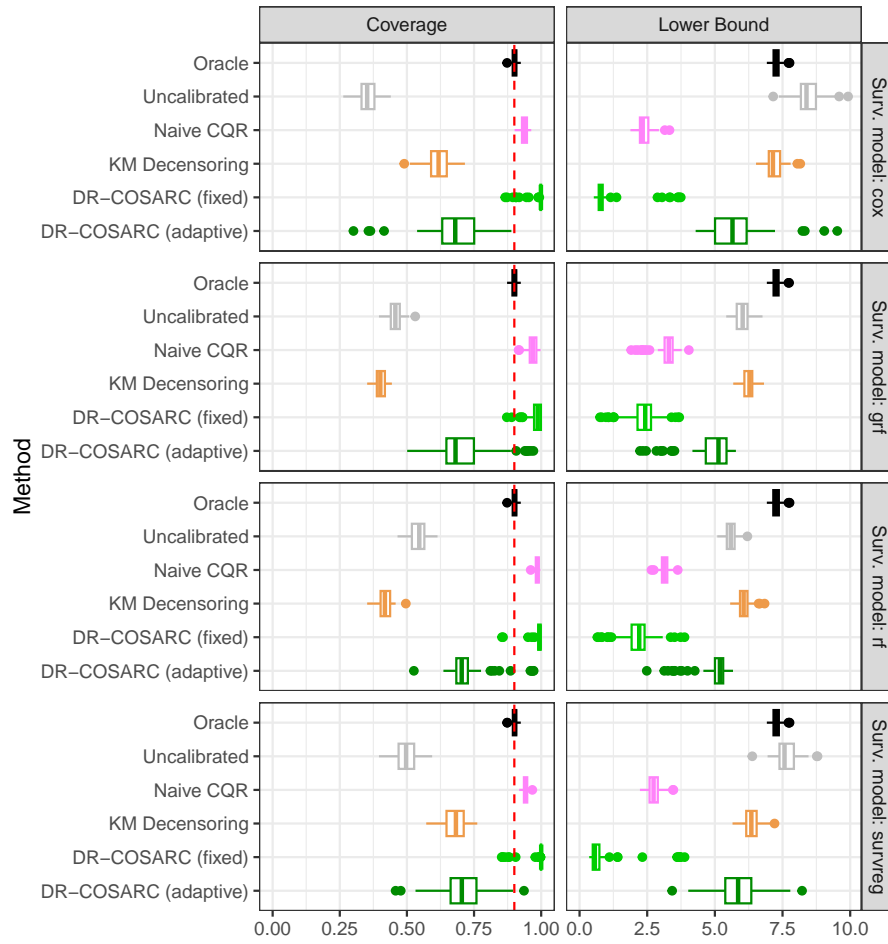 Coverage
Lower Bound
Method
Oracle
Uncalibrated
Naive CQR
KM Decensoring
DR−COSARC (fixed)
DR−COSARC (adaptive)
Surv. model: cox
Oracle
Uncalibrated
Naive CQR
KM Decensoring
DR−COSARC (fixed)
DR−COSARC (adaptive)
Surv. model: grf
Oracle
Uncalibrated
Naive CQR
KM Decensoring
DR−COSARC (fixed)
DR−COSARC (adaptive)
Surv. model: rf
Oracle
Uncalibrated
Naive CQR
KM Decensoring
DR−COSARC (fixed)
DR−COSARC (adaptive)
Surv. model: survreg
0.00 0.25 0.50 0.75 1.00
0.0 2.5 5.0 7.5 10.0